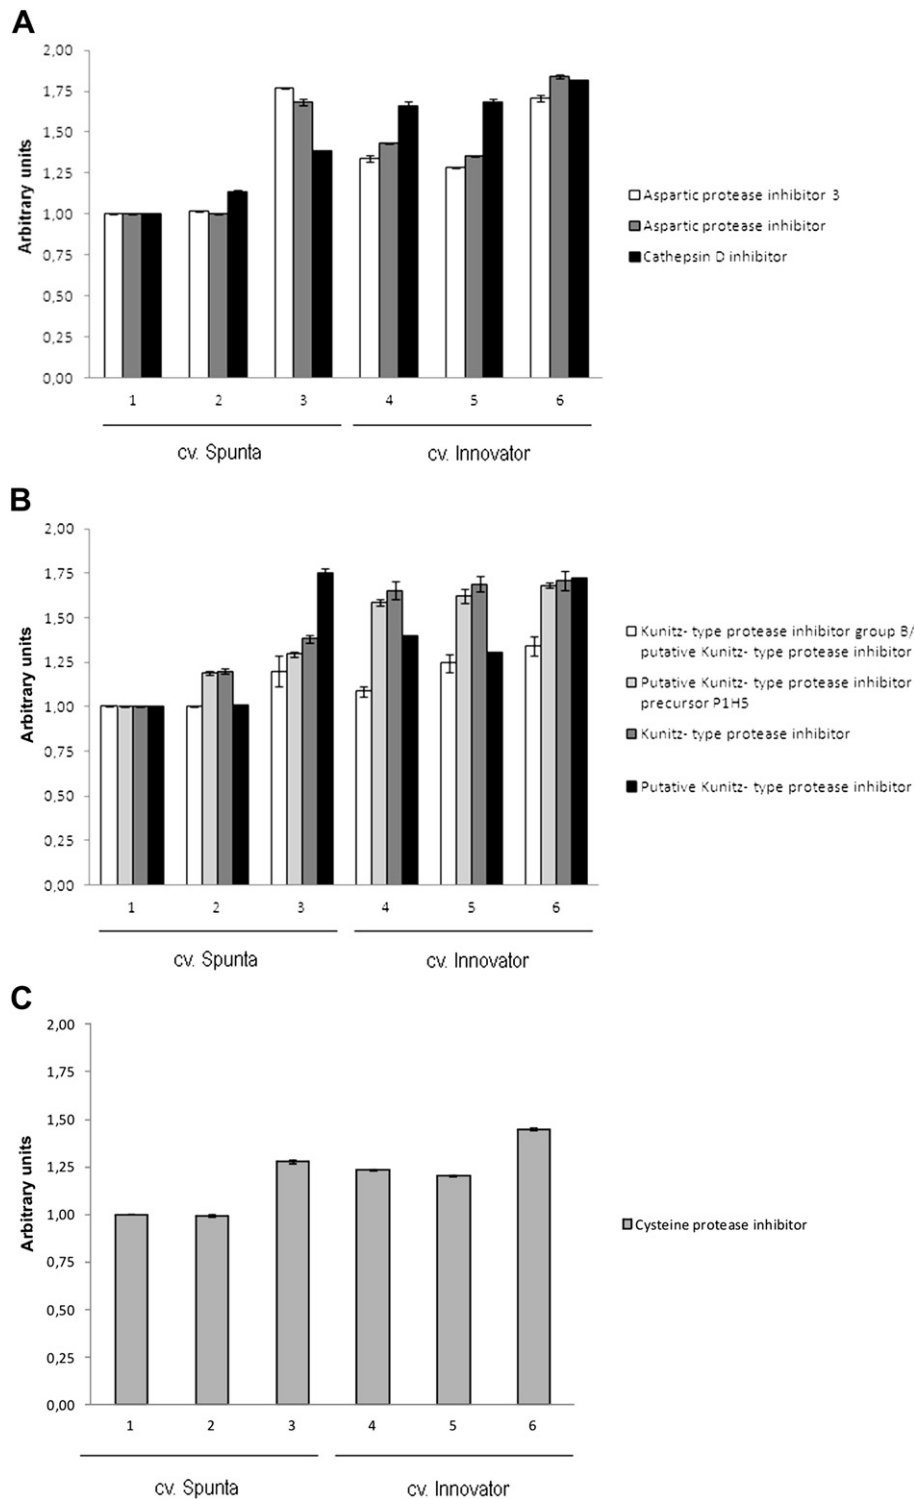 A
2,00
1,75
1,50
1,25
1,00
0,75
0,50
0,25
0,00
Arbitrary units
1 2 3 4 5 6
cv. Spunta cv. Innovator
Aspartic protease inhibitor 3
Aspartic protease inhibitor
Cathepsin D inhibitor
B
2,00
1,75
1,50
1,25
1,00
0,75
0,50
0,25
0,00
Arbitrary units
1 2 3 4 5 6
cv. Spunta cv. Innovator
Kunitz- type protease inhibitor group B/
putative Kunitz- type protease inhibitor
Putative Kunitz- type protease inhibitor
precursor P1H5
Kunitz- type protease inhibitor
Putative Kunitz- type protease inhibitor
C
2,00
1,75
1,50
1,25
1,00
0,75
0,50
0,25
0,00
Arbitrary units
1 2 3 4 5 6
cv. Spunta cv. Innovator
Cysteine protease inhibitor